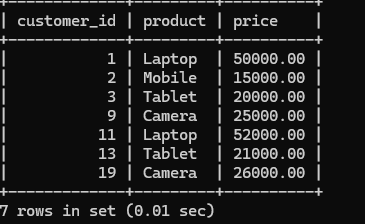 +-------------+---------+----------+
| customer_id | product | price    |
+-------------+---------+----------+
|           1 | Laptop  | 50000.00 |
|           2 | Mobile  | 15000.00 |
|           3 | Tablet  | 20000.00 |
|           9 | Camera  | 25000.00 |
|          11 | Laptop  | 52000.00 |
|          13 | Tablet  | 21000.00 |
|          19 | Camera  | 26000.00 |
+-------------+---------+----------+
7 rows in set (0.01 sec)